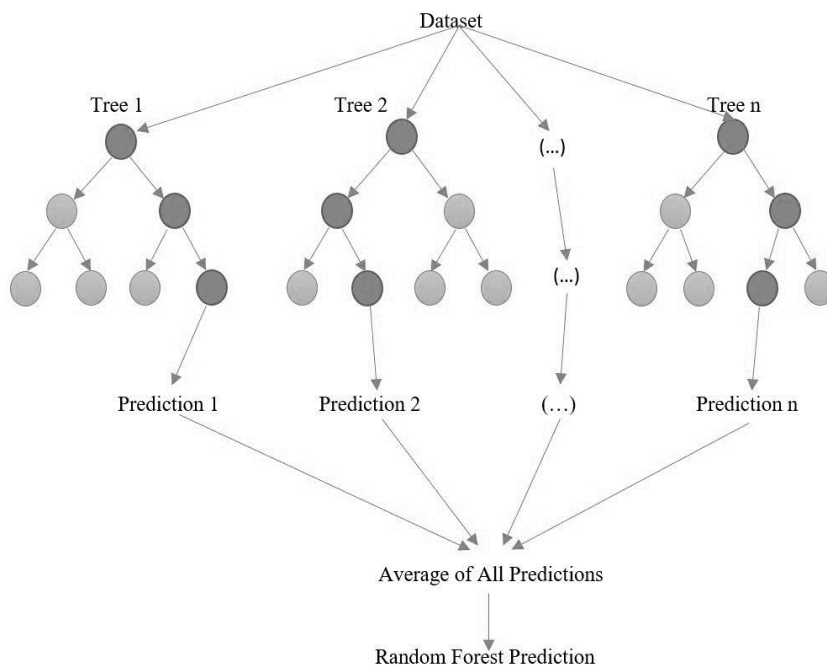 Dataset
Tree 1
Tree 2
Tree n
(...)
(...)
Prediction 1
Prediction 2
(…)
Prediction n
Average of All Predictions
Random Forest Prediction